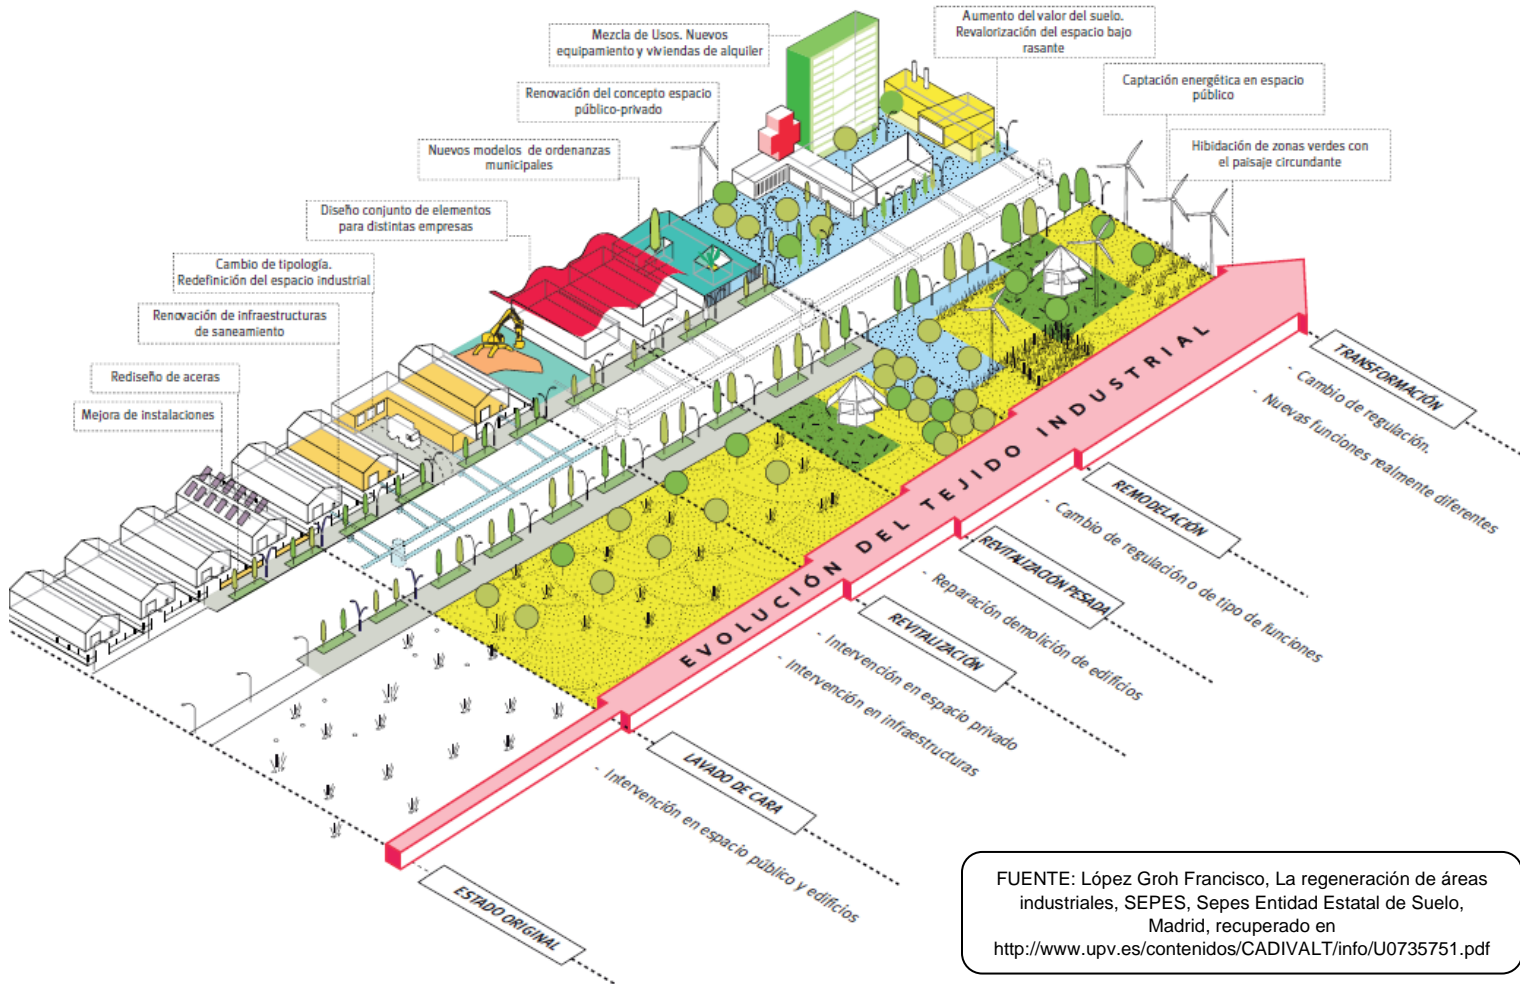 Mezcla de Usos. Nuevos
equipamiento y viviendas de alquiler
Aumento del valor del suelo.
Revalorización del espacio bajo
rasante
Renovación del concepto espacio
público-privado
Captación energética en espacio
público
Nuevos modelos de ordenanzas
municipales
Hibidación de zonas verdes con
el paisaje circundante
Diseño conjunto de elementos
para distintas empresas
Cambio de tipología.
Redefinición del espacio industrial
Renovación de infraestructuras
de saneamiento
Rediseño de aceras
Mejora de instalaciones
EVOLUCIÓN DEL TEJIDO INDUSTRIAL
TRANSFORMACIÓN
- Cambio de regulación.
- Nuevas funciones realmente diferentes
REMODELACIÓN
- Cambio de regulación o de tipo de funciones
REVITALIZACIÓN PESADA
- Reparación demolición de edificios
REVITALIZACIÓN
- Intervención en espacio privado
- Intervención en infraestructuras
LAVADO DE CARA
- Intervención en espacio público y edificios
ESTADO ORIGINAL
FUENTE: López Groh Francisco, La regeneración de áreas
industriales, SEPES, Sepes Entidad Estatal de Suelo,
Madrid, recuperado en
http://www.upv.es/contenidos/CADIVALT/info/U0735751.pdf